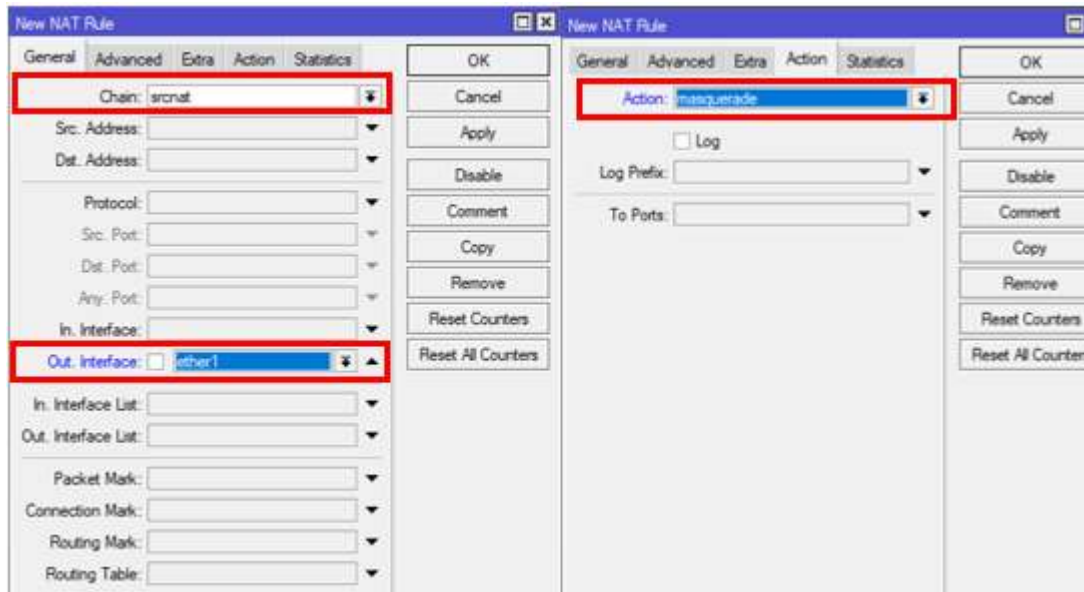 New NAT Rule
General Advanced Extra Action Statistics
Chain: srcnat
Src. Address:
Dst. Address:
Protocol:
Src. Port:
Dst. Port:
Any. Port:
In. Interface:
Out. Interface: ether1
In. Interface List:
Out. Interface List:
Packet Mark:
Connection Mark:
Routing Mark:
Routing Table:
OK
Cancel
Apply
Disable
Comment
Copy
Remove
Reset Counters
Reset All Counters
New NAT Rule
General Advanced Extra Action Statistics
Action: masquerade
Log
Log Prefix:
To Ports:
OK
Cancel
Apply
Disable
Comment
Copy
Remove
Reset Counters
Reset All Counter